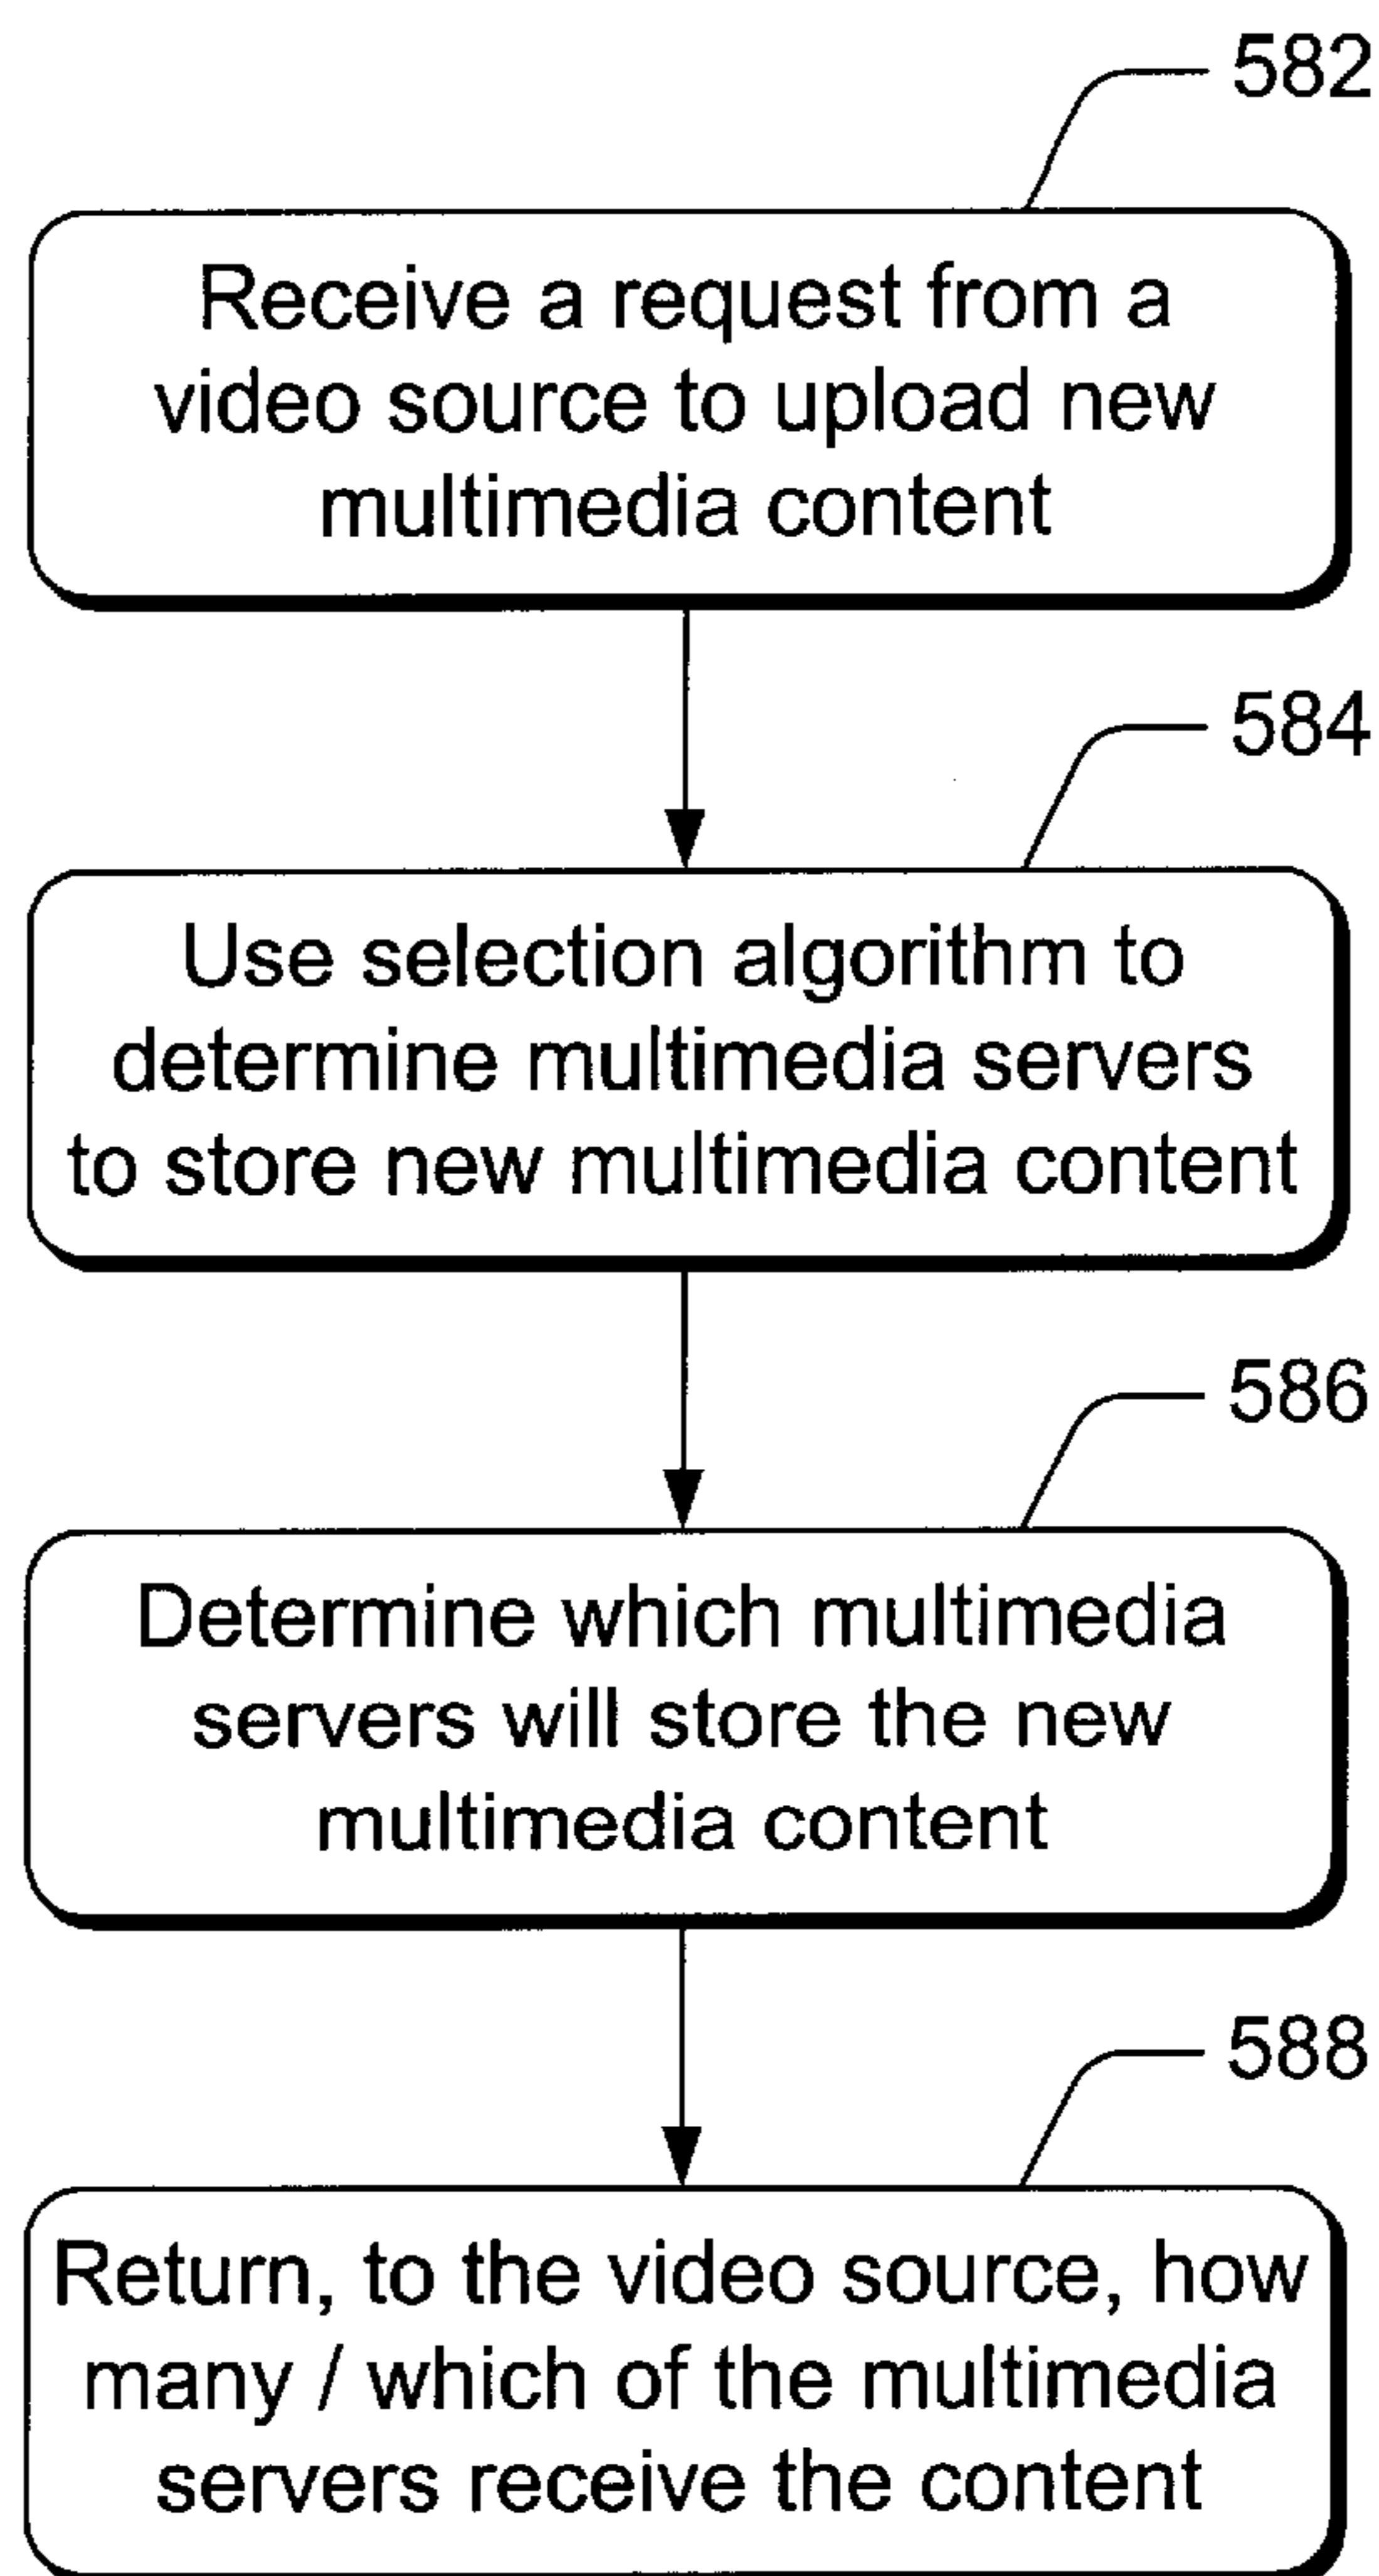 582
Receive a request from a
video source to upload new
multimedia content
584
Use selection algorithm to
determine multimedia servers
to store new multimedia content
586
Determine which multimedia
servers will store the new
multimedia content
588
Return, to the video source, how
many / which of the multimedia
servers receive the content